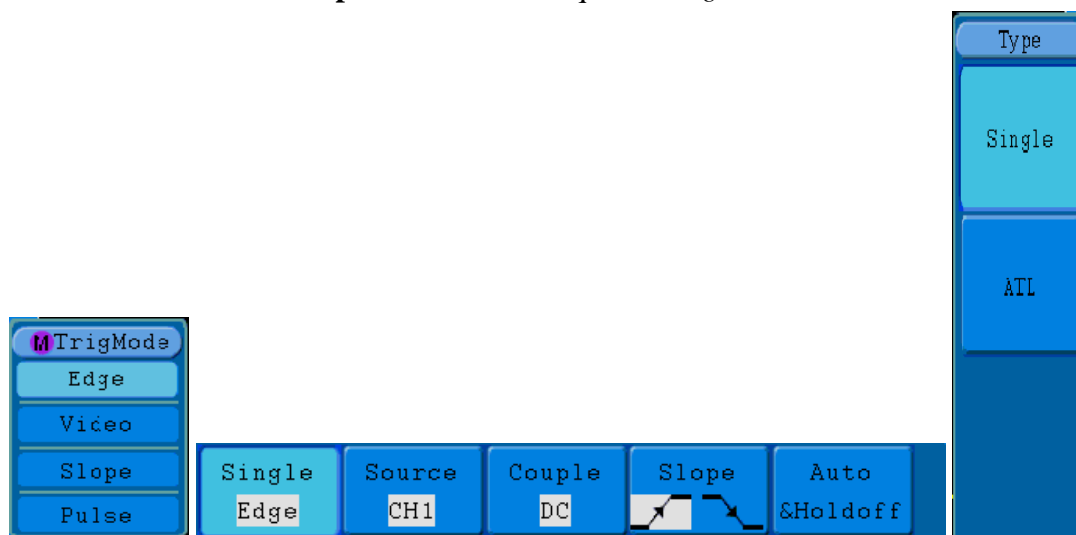 M TrigMode
Edge
Video
Slope
Pulse
Single
Edge
Source
CH1
Couple
DC
Slope
Auto
&Holdoff
Type
Single
ATL